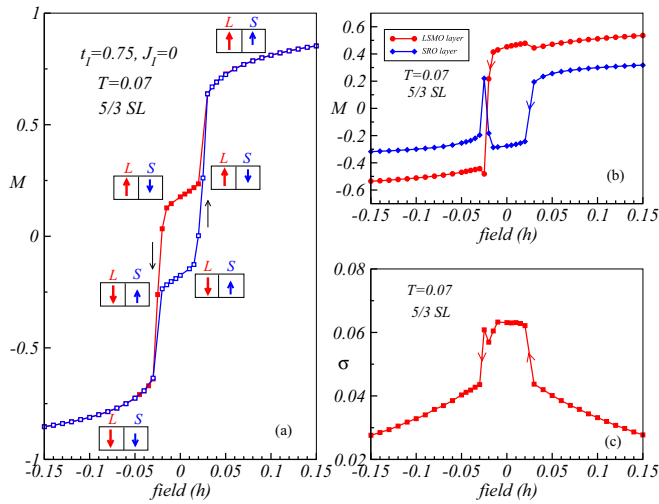 t_I=0.75, J_I=0
T=0.07
5/3 SL
L S
L S
L S
L S
L S
L S
M
1
0.5
0
-0.5
-1
-0.15 -0.1 -0.05 0 0.05 0.1 0.15
field (h)
(a)
LSMO layer
SRO layer
T=0.07
5/3 SL
M
0.6
0.4
0.2
0
-0.2
-0.4
-0.6
-0.15 -0.1 -0.05 0 0.05 0.1 0.15
field (h)
(b)
T=0.07
5/3 SL
σ
0.08
0.06
0.04
0.02
-0.15 -0.1 -0.05 0 0.05 0.1 0.15
field (h)
(c)